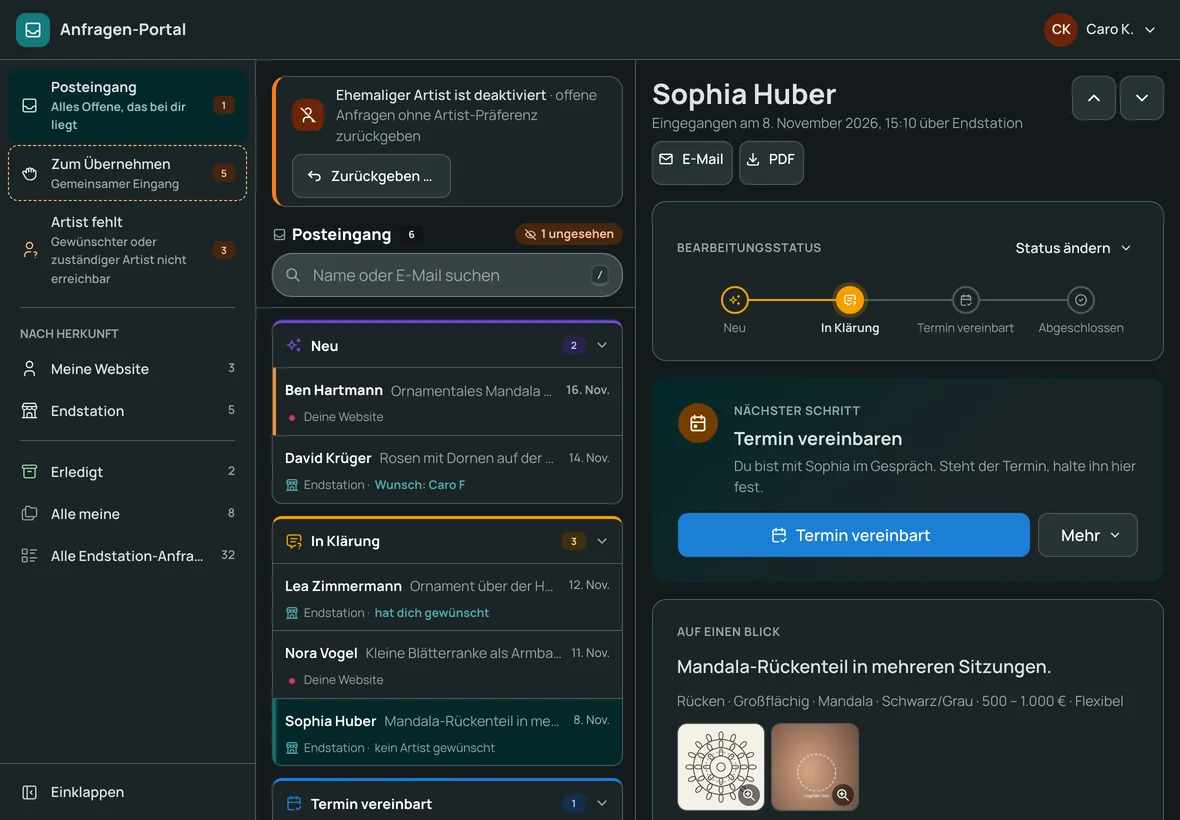 Anfragen-Portal
CK Caro K.
Posteingang
Alles Offene, das bei dir
liegt
1
Zum Übernehmen
Gemeinsamer Eingang
5
Artist fehlt
Gewünschter oder
zuständiger Artist nicht
erreichbar
3
NACH HERKUNFT
Meine Website 3
Endstation 5
Erledigt 2
Alle meine 8
Alle Endstation-Anfra… 32
Einklappen
Ehemaliger Artist ist deaktiviert · offene
Anfragen ohne Artist-Präferenz
zurückgeben
Zurückgeben …
Posteingang 6
1 ungesehen
Name oder E-Mail suchen /
Neu 2
Ben Hartmann Ornamentales Mandala … 16. Nov.
Deine Website
David Krüger Rosen mit Dornen auf der … 14. Nov.
Endstation · Wunsch: Caro F
In Klärung 3
Lea Zimmermann Ornament über der H… 12. Nov.
Endstation · hat dich gewünscht
Nora Vogel Kleine Blätterranke als Armba… 11. Nov.
Deine Website
Sophia Huber Mandala-Rückenteil in me… 8. Nov.
Endstation · kein Artist gewünscht
Termin vereinbart 1
Sophia Huber
Eingegangen am 8. November 2026, 15:10 über Endstation
E-Mail PDF
BEARBEITUNGSSTATUS
Status ändern
Neu In Klärung Termin vereinbart Abgeschlossen
NÄCHSTER SCHRITT
Termin vereinbaren
Du bist mit Sophia im Gespräch. Steht der Termin, halte ihn hier
fest.
Termin vereinbart
Mehr
AUF EINEN BLICK
Mandala-Rückenteil in mehreren Sitzungen.
Rücken · Großflächig · Mandala · Schwarz/Grau · 500 – 1.000 € · Flexibel